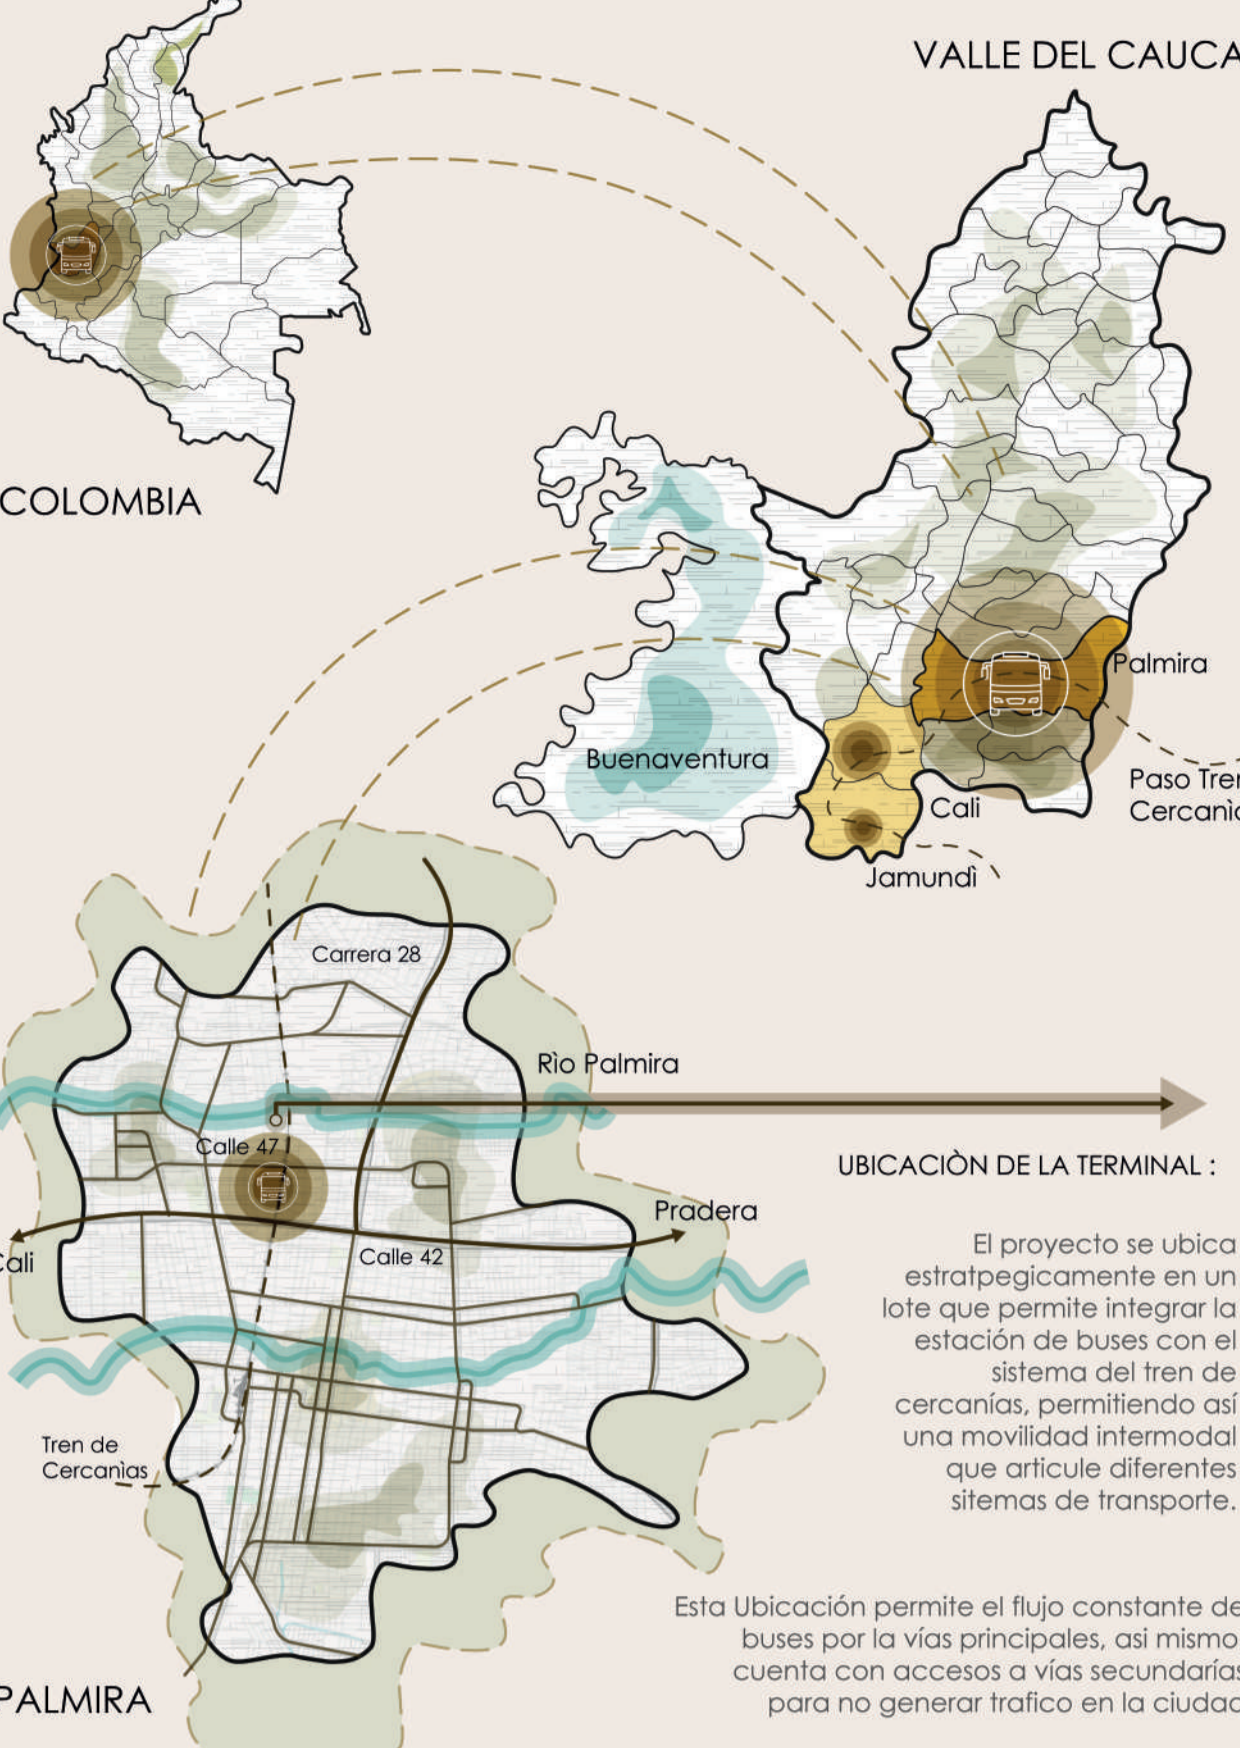 VALLE DEL CAUCA
COLOMBIA
Palmira
Buenaventura
Paso Tren
Cercanìa
Cali
Jamundì
Carrera 28
Rìo Palmira
Calle 47
UBICACIÒN DE LA TERMINAL :
Pradera
Cali
Calle 42
El proyecto se ubica
estratpegicamente en un
lote que permite integrar la
estación de buses con el
sistema del tren de
cercanías, permitiendo así
una movilidad intermodal
que articule diferentes
sitemas de transporte.
Tren de
Cercanìas
Esta Ubicación permite el flujo constante de
buses por la vías principales, asi mismo
cuenta con accesos a vías secundarías
para no generar trafico en la ciudad
PALMIRA